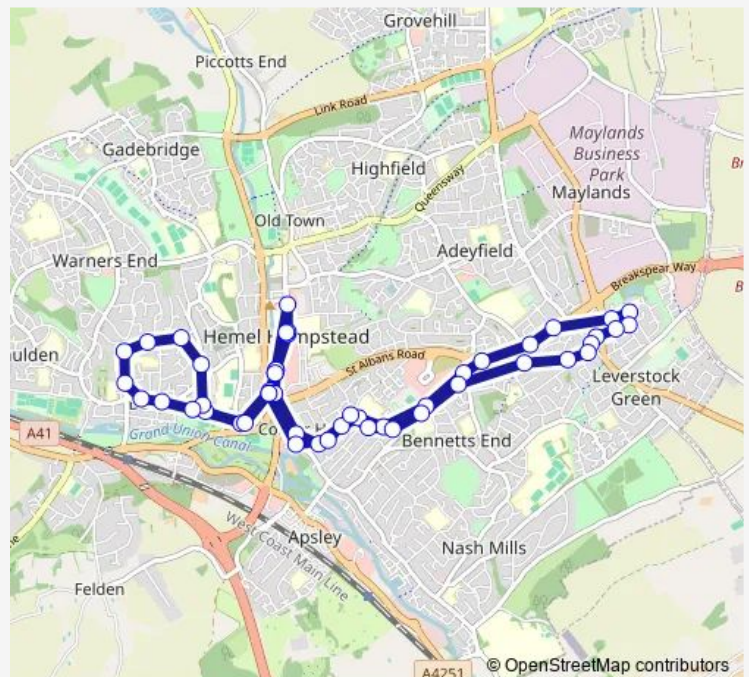 Grovehill
Piccotts End
Link Road
Maylands
Business
Park
Gadebridge
Highfield
Queensway
Maylands
Old Town
Adeyfield
Warners End
Breakspear Way
Hemel H mpstead
St Albans Road
aulden
Leverstock
Green
A41
Grand Union Canal
Co
Bennetts End
West Coast Main Line
Apsley
Nash Mills
Felden
A4251
© OpenStreetMap contributors